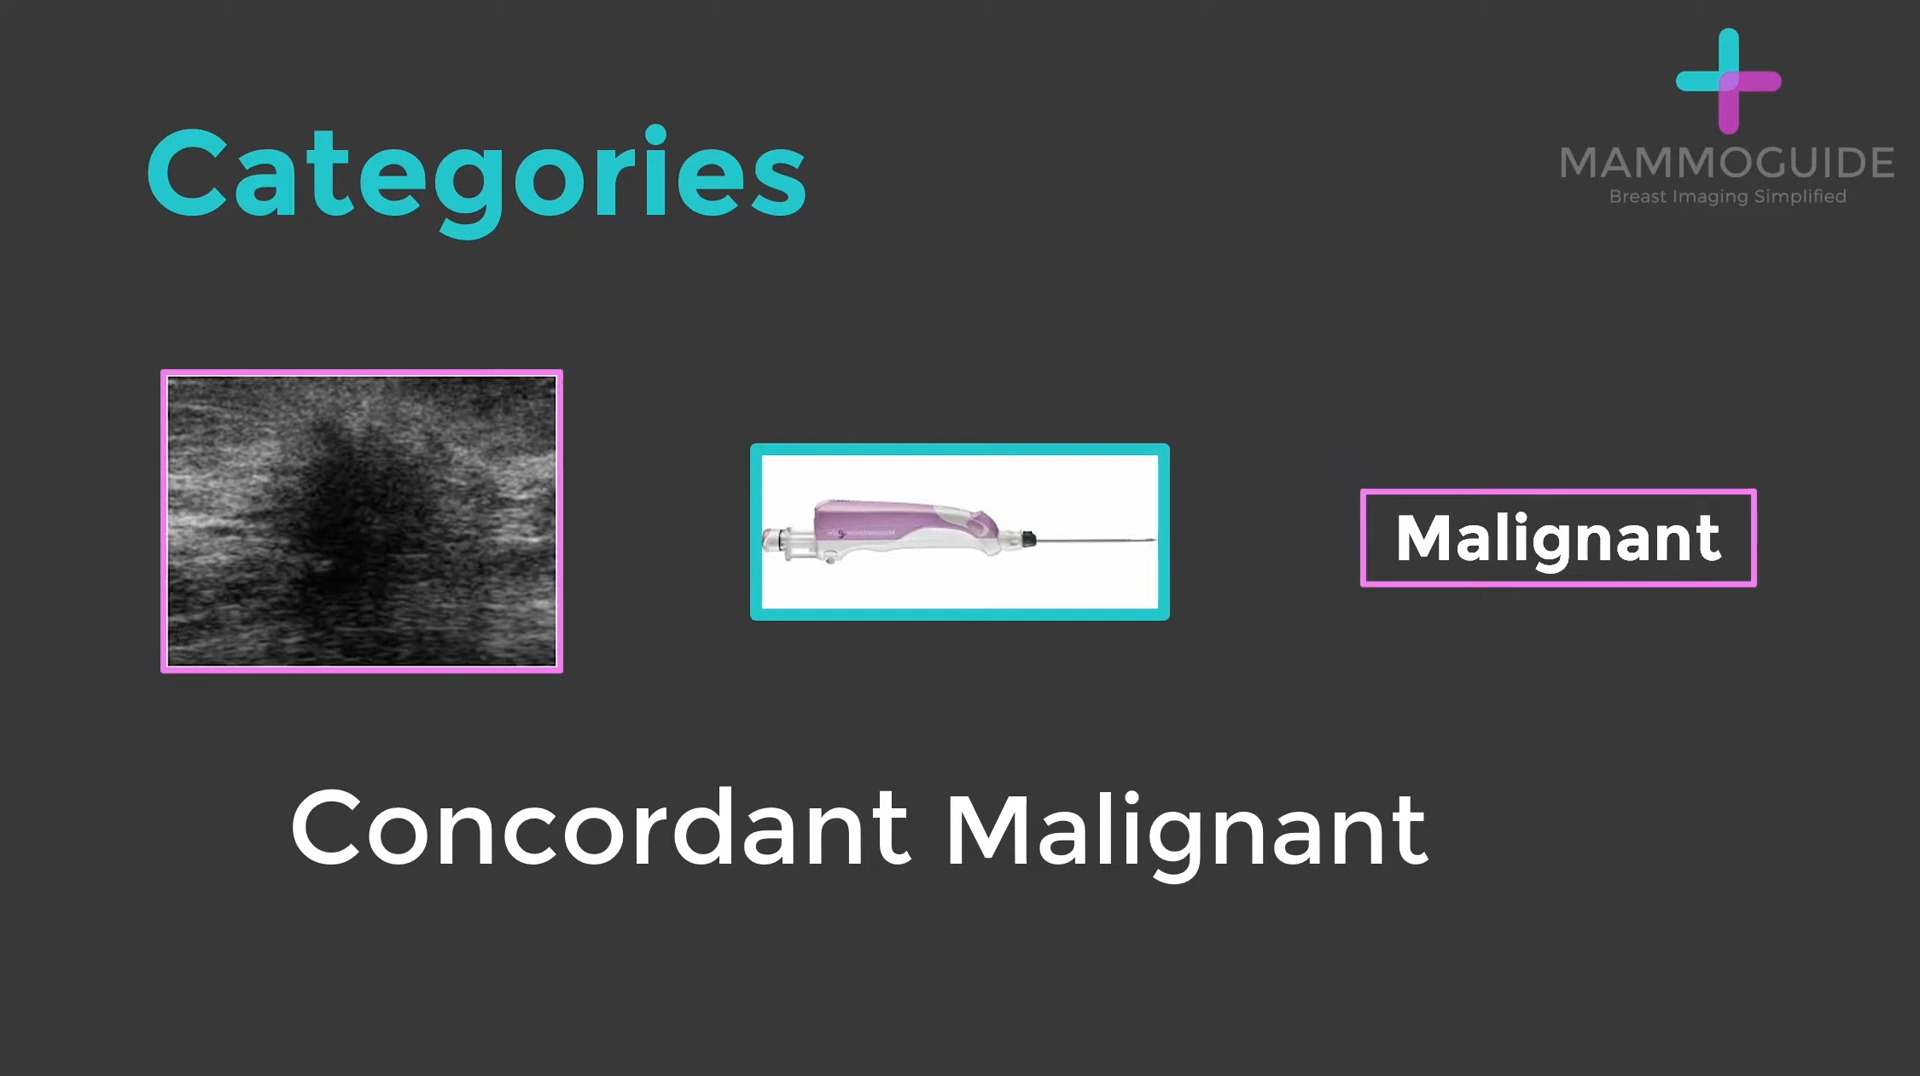 Categories
MAMMOGUIDE
Breast Imaging Simplified
Malignant
Concordant Malignant